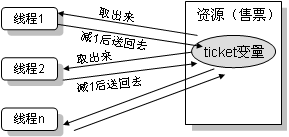 线程1
取出来
资源（售票）
减1后送回去
取出来
ticket变量
线程2
减1后送回去
线程n